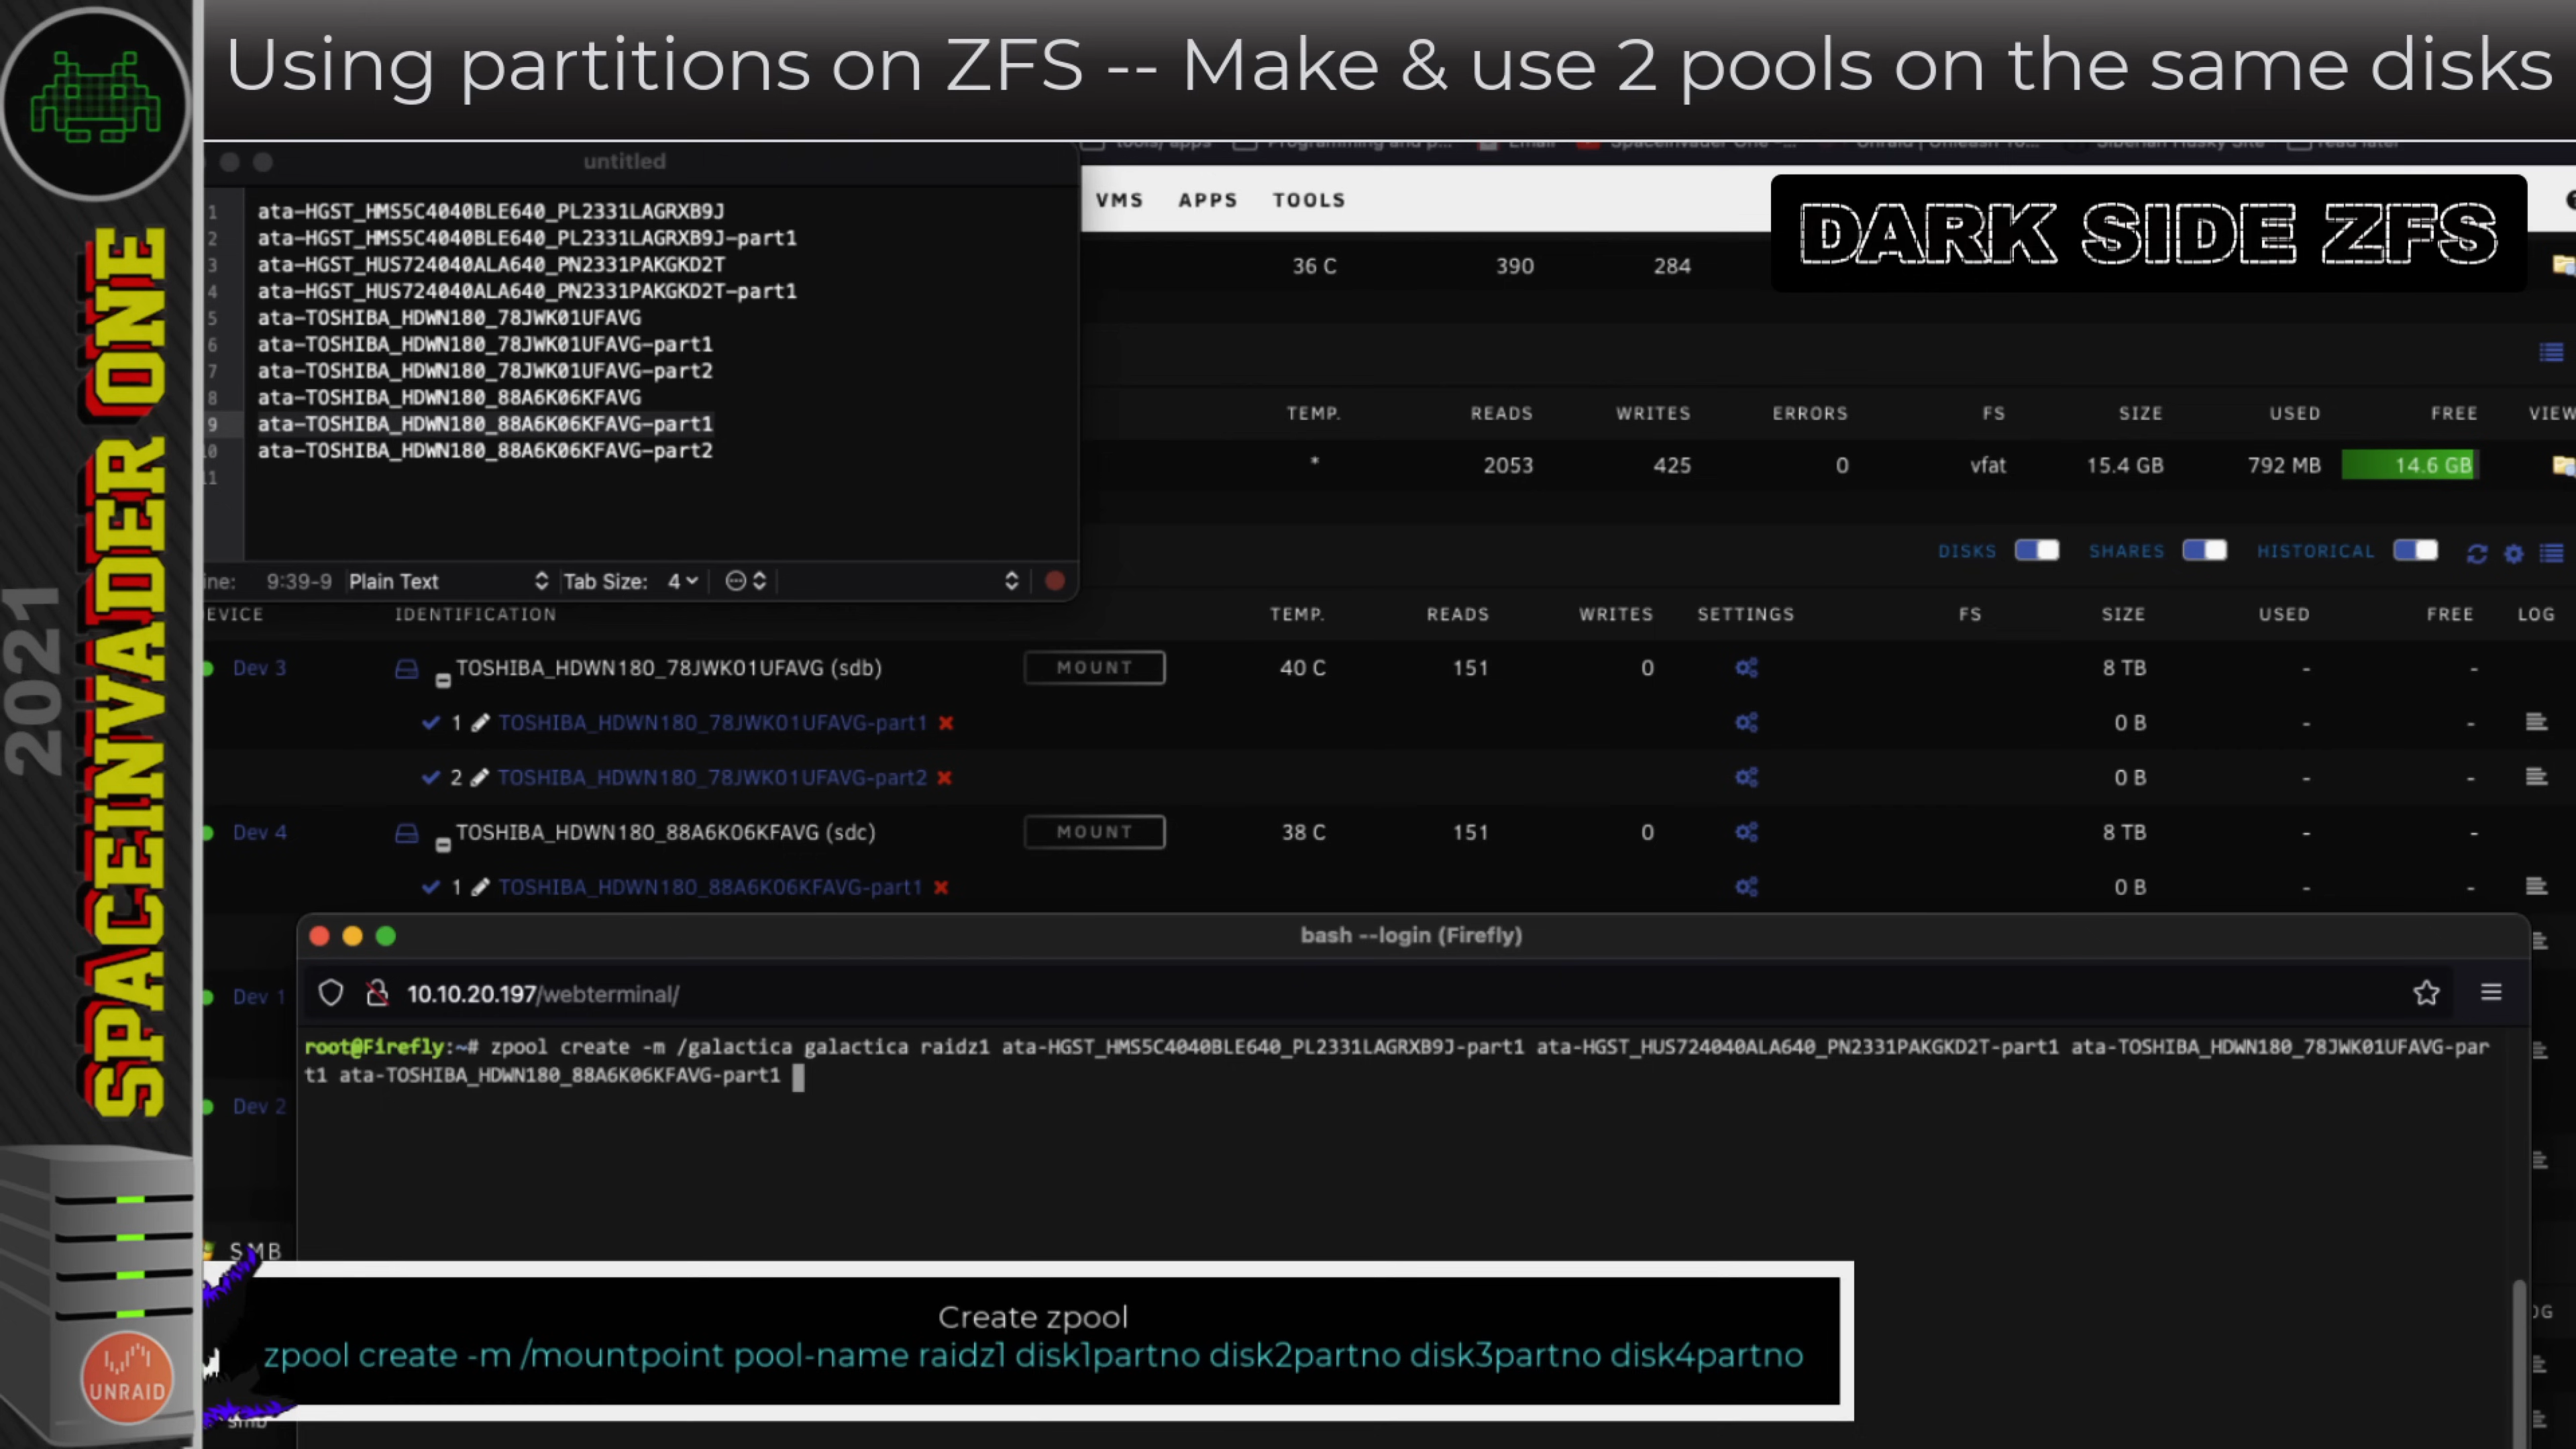 Using partitions on ZFS -- Make & use 2 pools on the same disks
SPACEINVADER ONE
2021
UNRAID
DARK SIDE ZFS
untitled
1 ata-HGST_HMS5C4040BLE640_PL2331LAGRXB9J
2 ata-HGST_HMS5C4040BLE640_PL2331LAGRXB9J-part1
3 ata-HGST_HUS724040ALA640_PN2331PAKGKD2T
4 ata-HGST_HUS724040ALA640_PN2331PAKGKD2T-part1
5 ata-TOSHIBA_HDWN180_78JWK01UFAVG
6 ata-TOSHIBA_HDWN180_78JWK01UFAVG-part1
7 ata-TOSHIBA_HDWN180_78JWK01UFAVG-part2
8 ata-TOSHIBA_HDWN180_88A6K06KFAVG
9 ata-TOSHIBA_HDWN180_88A6K06KFAVG-part1
10 ata-TOSHIBA_HDWN180_88A6K06KFAVG-part2
11
ine: 9:39-9 Plain Text Tab Size: 4
VMS APPS TOOLS
36 C 390 284
TEMP. READS WRITES ERRORS FS SIZE USED FREE VIEW
* 2053 425 0 vfat 15.4 GB 792 MB 14.6 GB
DISKS SHARES HISTORICAL
EVICE IDENTIFICATION TEMP. READS WRITES SETTINGS FS SIZE USED FREE LOG
Dev 3 TOSHIBA_HDWN180_78JWK01UFAVG (sdb) MOUNT 40 C 151 0 8 TB - -
1 TOSHIBA_HDWN180_78JWK01UFAVG-part1 0 B - -
2 TOSHIBA_HDWN180_78JWK01UFAVG-part2 0 B - -
Dev 4 TOSHIBA_HDWN180_88A6K06KFAVG (sdc) MOUNT 38 C 151 0 8 TB - -
1 TOSHIBA_HDWN180_88A6K06KFAVG-part1 0 B - -
Dev 1
Dev 2
SMB
bash --login (Firefly)
10.10.20.197/webterminal/
root@Firefly:~# zpool create -m /galactica galactica raidz1 ata-HGST_HMS5C4040BLE640_PL2331LAGRXB9J-part1 ata-HGST_HUS724040ALA640_PN2331PAKGKD2T-part1 ata-TOSHIBA_HDWN180_78JWK01UFAVG-par
t1 ata-TOSHIBA_HDWN180_88A6K06KFAVG-part1
Create zpool
zpool create -m /mountpoint pool-name raidz1 disk1partno disk2partno disk3partno disk4partno